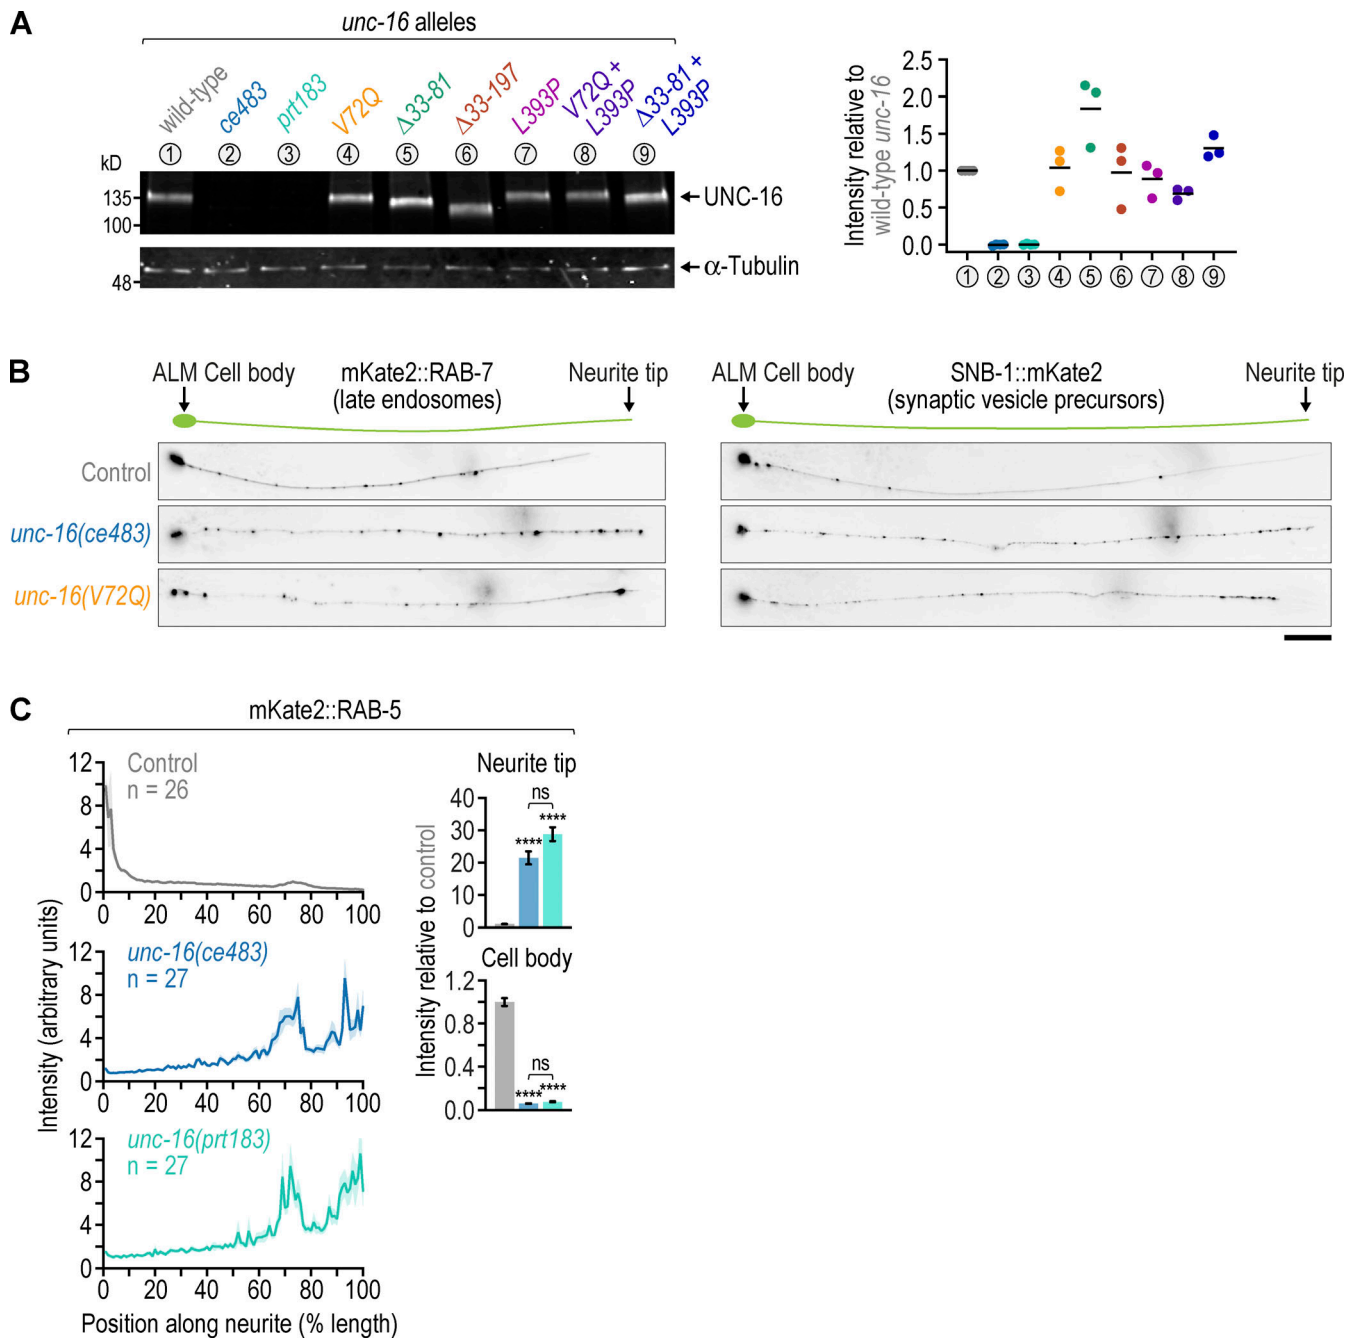 A
unc-16 alleles
wild-type
ce483
prt183
V72Q
Δ33-81
Δ33-197
L393P
V72Q +
L393P
Δ33-81 +
L393P
kD
① ② ③ ④ ⑤ ⑥ ⑦ ⑧ ⑨
135
100
UNC-16
48
α-Tubulin
Intensity relative to
wild-type unc-16
2.5
2.0
1.5
1.0
0.5
0.0
① ② ③ ④ ⑤ ⑥ ⑦ ⑧ ⑨
B
ALM Cell body
mKate2::RAB-7
(late endosomes)
Neurite tip
ALM Cell body
SNB-1::mKate2
(synaptic vesicle precursors)
Neurite tip
Control
unc-16(ce483)
unc-16(V72Q)
C
mKate2::RAB-5
Intensity (arbitrary units)
12
8
4
0
Control
n = 26
0 20 40 60 80 100
12
8
4
0
unc-16(ce483)
n = 27
0 20 40 60 80 100
12
8
4
0
unc-16(prt183)
n = 27
0 20 40 60 80 100
Position along neurite (% length)
Intensity relative to control
Neurite tip
40
30
20
10
0
ns
****
****
Cell body
1.2
0.8
0.4
0.0
ns
****
****